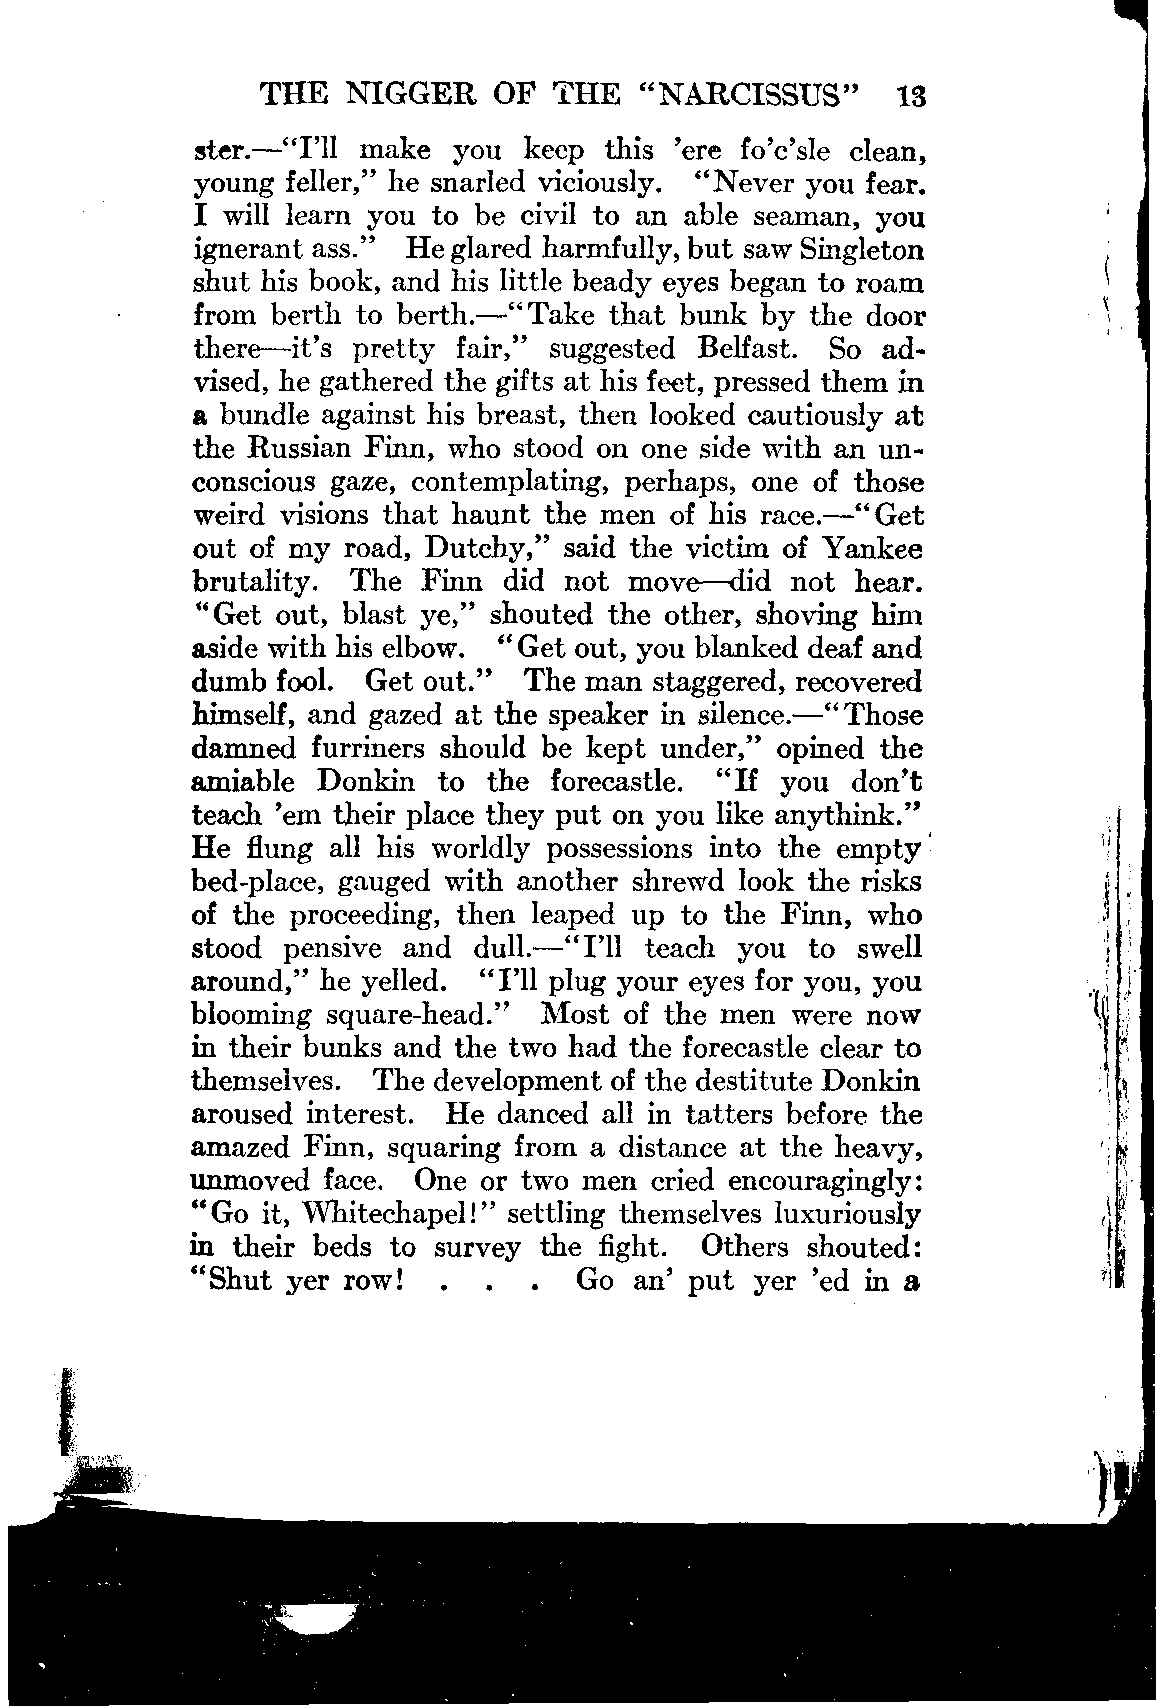 THE NIGGER OF THE “NARCISSUS” 13
ster.—“I’ll make you keep this ’ere fo’c’sle clean,
young feller,” he snarled viciously. “Never you fear.
I will learn you to be civil to an able seaman, you
ignerant ass.” He glared harmfully, but saw Singleton
shut his book, and his little beady eyes began to roam
from berth to berth.—“Take that bunk by the door
there—it’s pretty fair,” suggested Belfast. So ad-
vised, he gathered the gifts at his feet, pressed them in
a bundle against his breast, then looked cautiously at
the Russian Finn, who stood on one side with an un-
conscious gaze, contemplating, perhaps, one of those
weird visions that haunt the men of his race.—“Get
out of my road, Dutchy,” said the victim of Yankee
brutality. The Finn did not move—did not hear.
“Get out, blast ye,” shouted the other, shoving him
aside with his elbow. “Get out, you blanked deaf and
dumb fool. Get out.” The man staggered, recovered
himself, and gazed at the speaker in silence.—“Those
damned furriners should be kept under,” opined the
amiable Donkin to the forecastle. “If you don’t
teach ’em their place they put on you like anythink.”
He flung all his worldly possessions into the empty
bed-place, gauged with another shrewd look the risks
of the proceeding, then leaped up to the Finn, who
stood pensive and dull.—“I’ll teach you to swell
around,” he yelled. “I’ll plug your eyes for you, you
blooming square-head.” Most of the men were now
in their bunks and the two had the forecastle clear to
themselves. The development of the destitute Donkin
aroused interest. He danced all in tatters before the
amazed Finn, squaring from a distance at the heavy,
unmoved face. One or two men cried encouragingly:
“Go it, Whitechapel!” settling themselves luxuriously
in their beds to survey the fight. Others shouted:
“Shut yer row! . . . Go an’ put yer ’ed in a